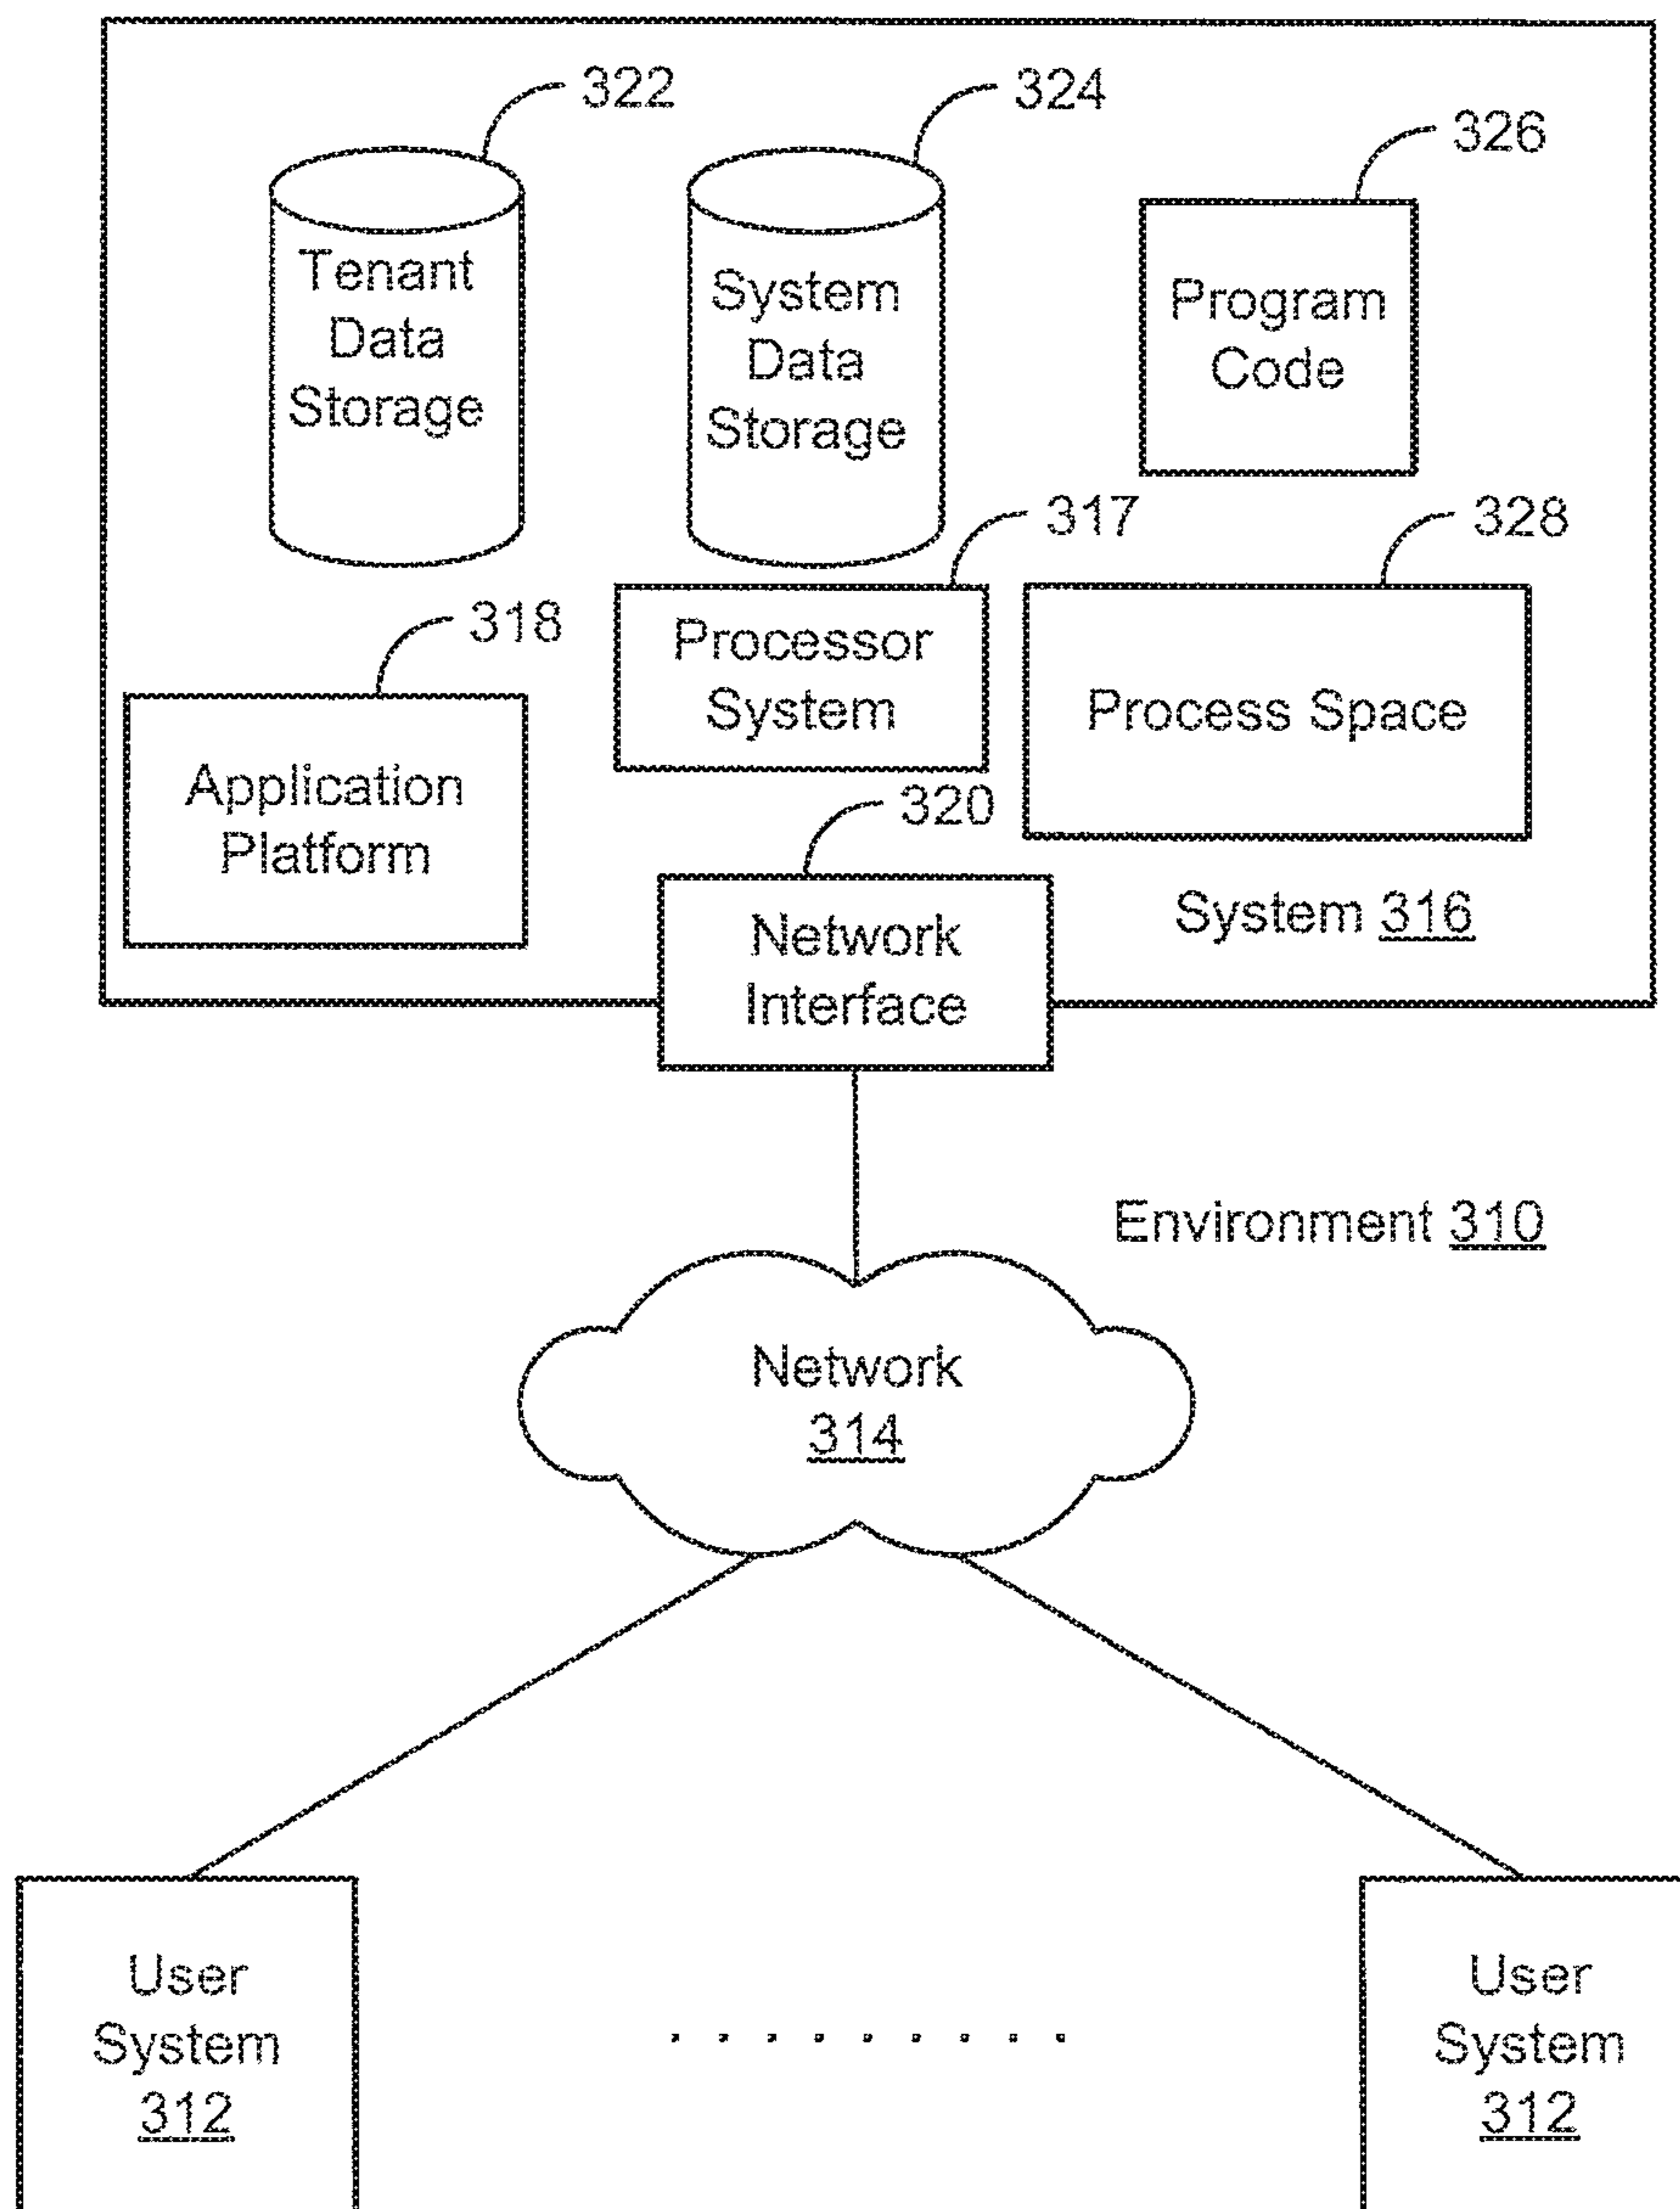 322
324
326
Tenant
Data
Storage
System
Data
Storage
Program
Code
317
328
318
Processor
System
Process Space
Application
Platform
320
Network
Interface
System 316
Environment 310
Network
314
User
System
312
User
System
312